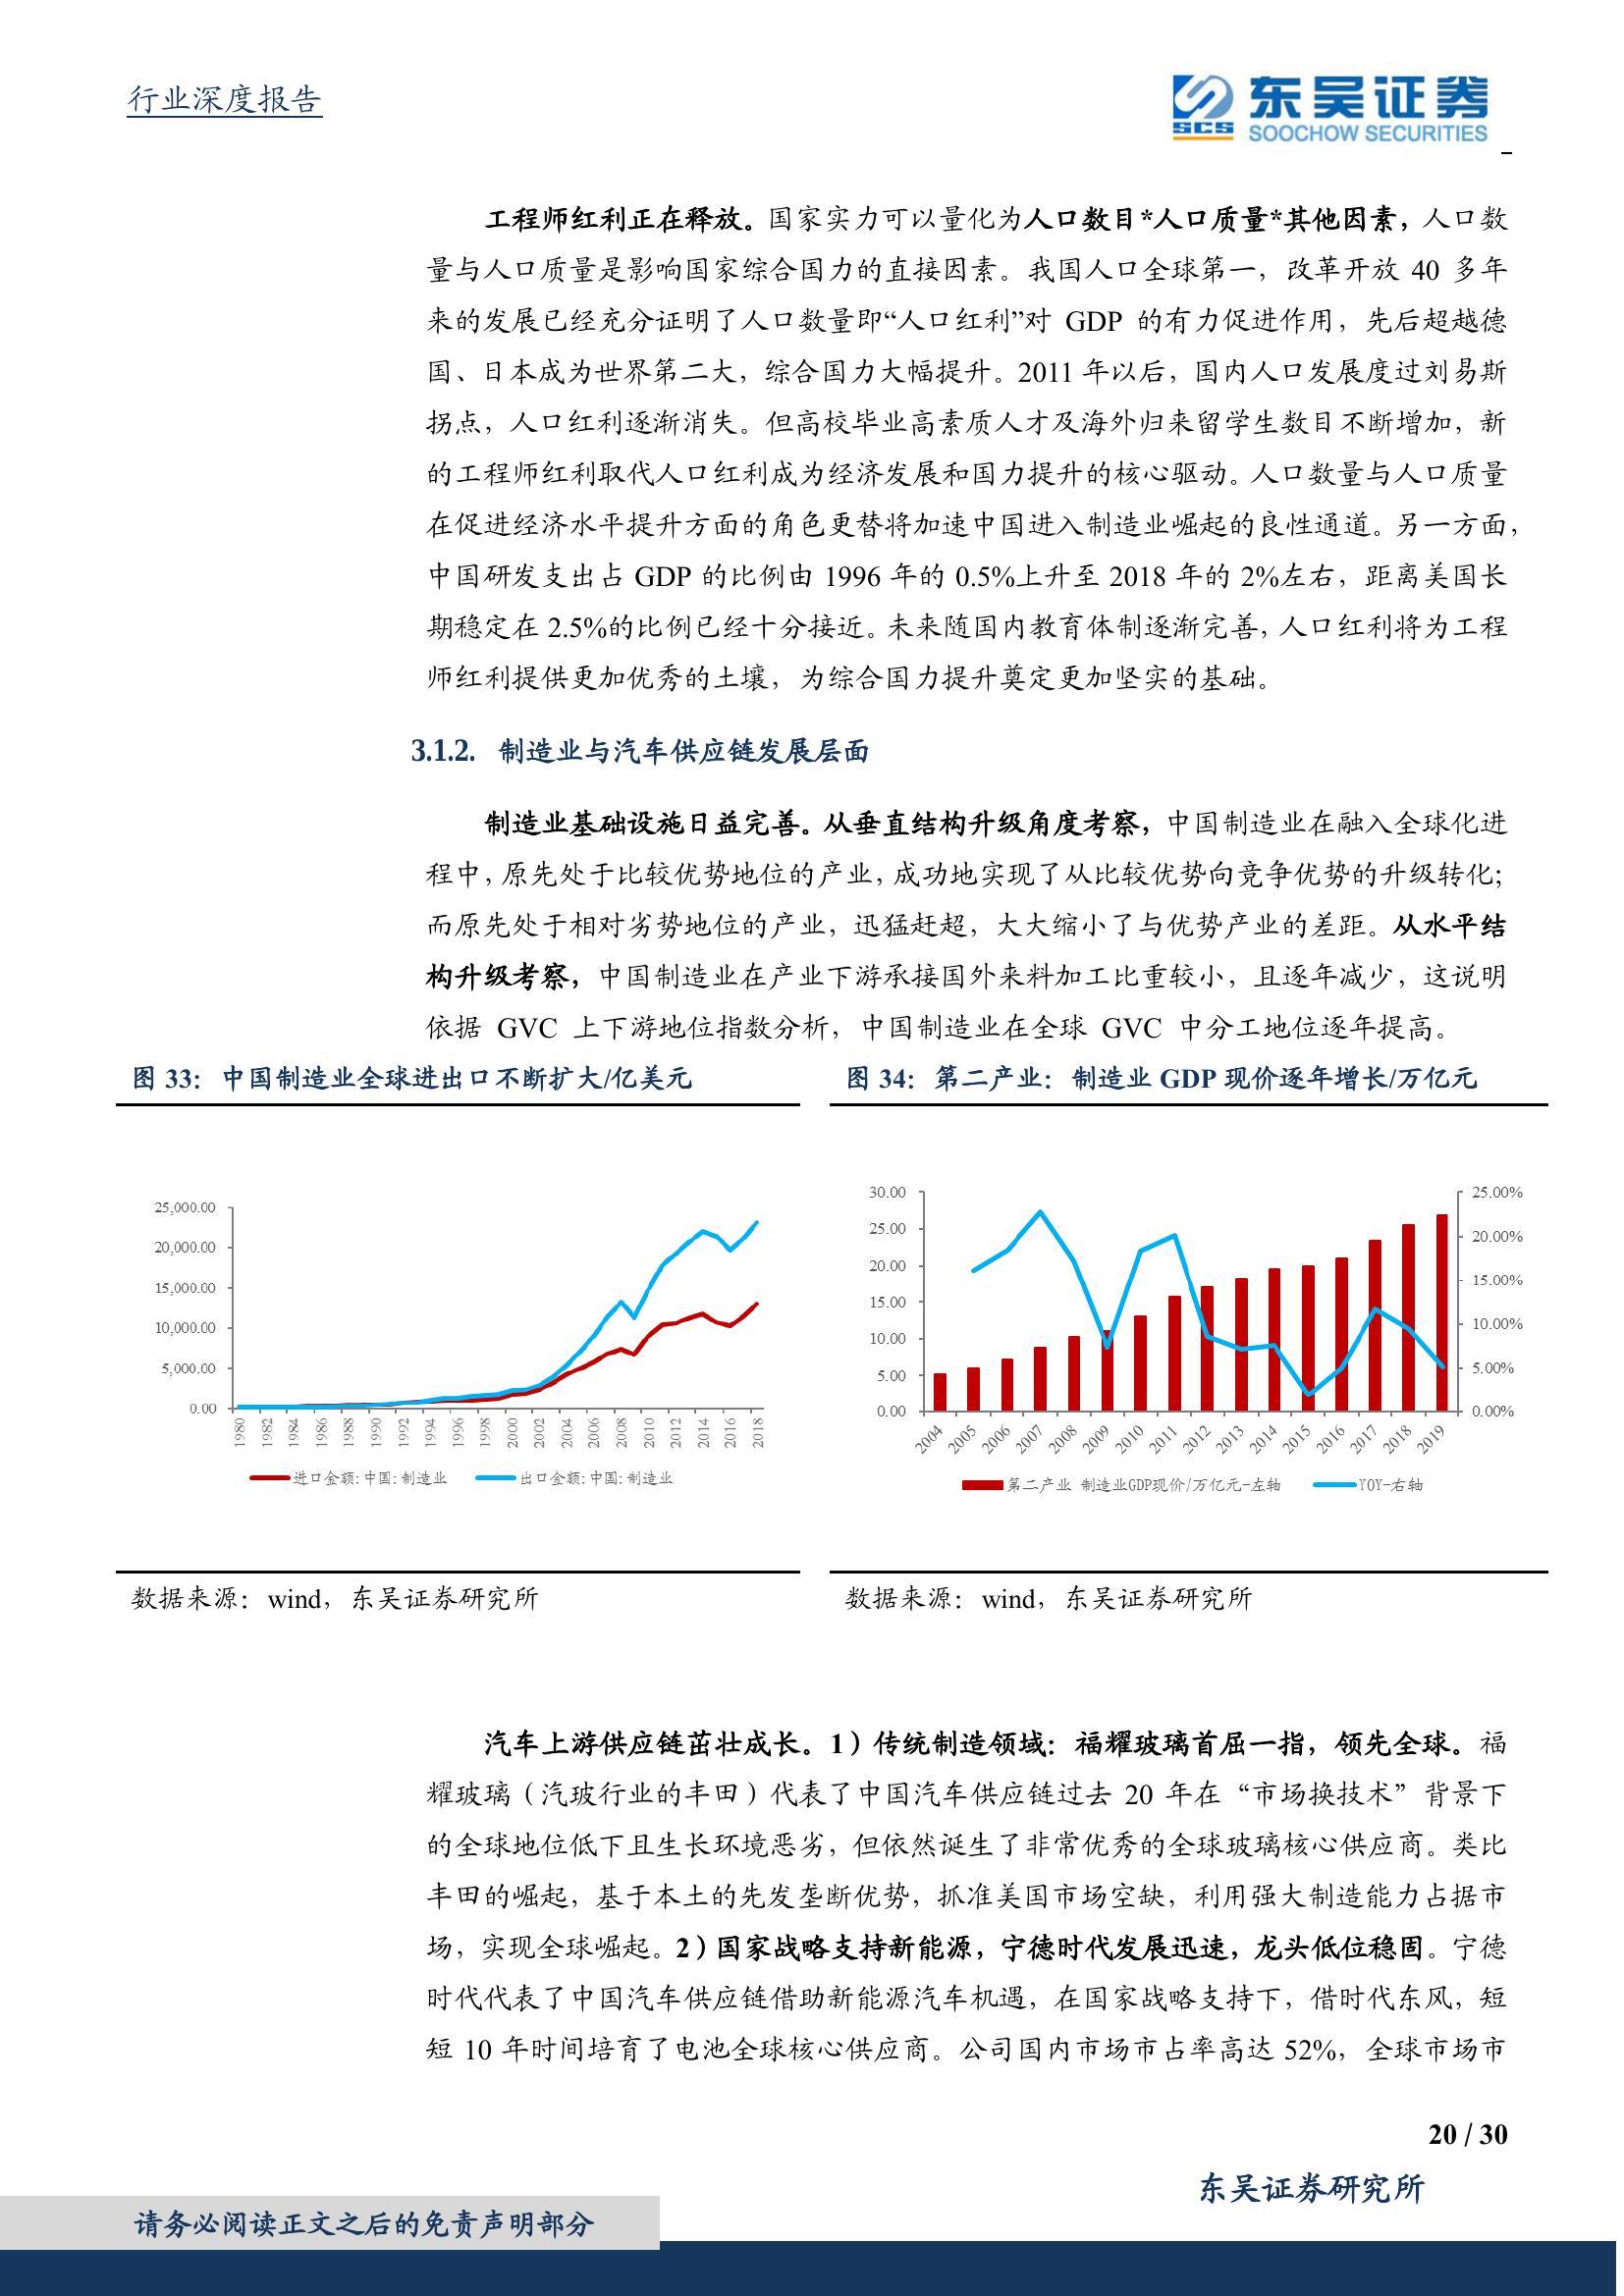 行业深度报告
东吴证券
SCS
SOOCHOW SECURITIES
工程师红利正在释放。国家实力可以量化为人口数目*人口质量*其他因素，人口数
量与人口质量是影响国家综合国力的直接因素。我国人口全球第一，改革开放 40 多年
来的发展已经充分证明了人口数量即“人口红利”对 GDP 的有力促进作用，先后超越德
国、日本成为世界第二大，综合国力大幅提升。2011 年以后，国内人口发展度过刘易斯
拐点，人口红利逐渐消失。但高校毕业高素质人才及海外归来留学生数目不断增加，新
的工程师红利取代人口红利成为经济发展和国力提升的核心驱动。人口数量与人口质量
在促进经济水平提升方面的角色更替将加速中国进入制造业崛起的良性通道。另一方面，
中国研发支出占 GDP 的比例由 1996 年的 0.5%上升至 2018 年的 2%左右，距离美国长
期稳定在 2.5%的比例已经十分接近。未来随国内教育体制逐渐完善，人口红利将为工程
师红利提供更加优秀的土壤，为综合国力提升奠定更加坚实的基础。
3.1.2. 制造业与汽车供应链发展层面
制造业基础设施日益完善。从垂直结构升级角度考察，中国制造业在融入全球化进
程中，原先处于比较优势地位的产业，成功地实现了从比较优势向竞争优势的升级转化；
而原先处于相对劣势地位的产业，迅猛赶超，大大缩小了与优势产业的差距。从水平结
构升级考察，中国制造业在产业下游承接国外来料加工比重较小，且逐年减少，这说明
依据 GVC 上下游地位指数分析，中国制造业在全球 GVC 中分工地位逐年提高。
图 33：中国制造业全球进出口不断扩大/亿美元
25,000.00
20,000.00
15,000.00
10,000.00
5,000.00
0.00
1980 1982 1984 1986 1988 1990 1992 1994 1996 1998 2000 2002 2004 2006 2008 2010 2012 2014 2016 2018
进口金额:中国:制造业 出口金额:中国:制造业
数据来源：wind，东吴证券研究所
图 34：第二产业：制造业 GDP 现价逐年增长/万亿元
30.00
25.00
20.00
15.00
10.00
5.00
0.00
25.00%
20.00%
15.00%
10.00%
5.00%
0.00%
2004 2005 2006 2007 2008 2009 2010 2011 2012 2013 2014 2015 2016 2017 2018 2019
第二产业 制造业GDP现价/万亿元-左轴 YOY-右轴
数据来源：wind，东吴证券研究所
汽车上游供应链茁壮成长。1）传统制造领域：福耀玻璃首屈一指，领先全球。福
耀玻璃（汽玻行业的丰田）代表了中国汽车供应链过去 20 年在“市场换技术”背景下
的全球地位低下且生长环境恶劣，但依然诞生了非常优秀的全球玻璃核心供应商。类比
丰田的崛起，基于本土的先发垄断优势，抓准美国市场空缺，利用强大制造能力占据市
场，实现全球崛起。2）国家战略支持新能源，宁德时代发展迅速，龙头低位稳固。宁德
时代代表了中国汽车供应链借助新能源汽车机遇，在国家战略支持下，借时代东风，短
短 10 年时间培育了电池全球核心供应商。公司国内市场市占率高达 52%，全球市场市
20 / 30
东吴证券研究所
请务必阅读正文之后的免责声明部分